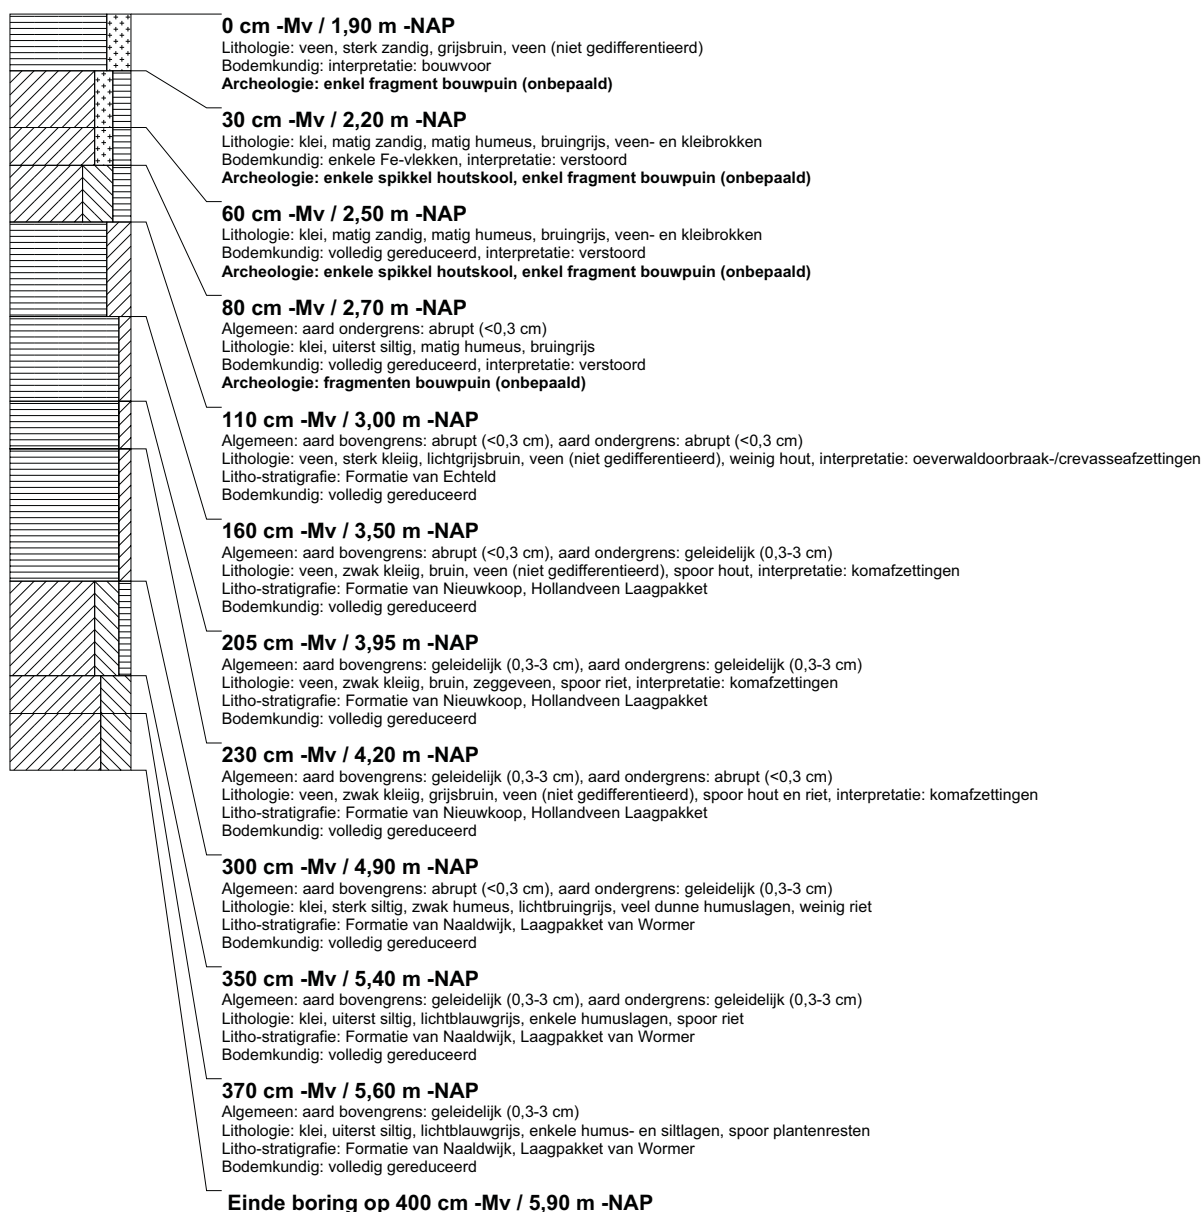 0 cm -Mv / 1,90 m -NAP
Lithologie: veen, sterk zandig, grijsbruin, veen (niet gedifferentieerd)
Bodemkundig: interpretatie: bouwvoor
Archeologie: enkel fragment bouwpuin (onbepaald)
30 cm -Mv / 2,20 m -NAP
Lithologie: klei, matig zandig, matig humeus, bruingrijs, veen- en kleibrokken
Bodemkundig: enkele Fe-vlekken, interpretatie: verstoord
Archeologie: enkele spikkel houtskool, enkel fragment bouwpuin (onbepaald)
60 cm -Mv / 2,50 m -NAP
Lithologie: klei, matig zandig, matig humeus, bruingrijs, veen- en kleibrokken
Bodemkundig: volledig gereduceerd, interpretatie: verstoord
Archeologie: enkele spikkel houtskool, enkel fragment bouwpuin (onbepaald)
80 cm -Mv / 2,70 m -NAP
Algemeen: aard ondergrens: abrupt (<0,3 cm)
Lithologie: klei, uiterst siltig, matig humeus, bruingrijs
Bodemkundig: volledig gereduceerd, interpretatie: verstoord
Archeologie: fragmenten bouwpuin (onbepaald)
110 cm -Mv / 3,00 m -NAP
Algemeen: aard bovengrens: abrupt (<0,3 cm), aard ondergrens: abrupt (<0,3 cm)
Lithologie: veen, sterk kleiig, lichtgrijsbruin, veen (niet gedifferentieerd), weinig hout, interpretatie: oeverwaldoorbraak-/crevasseafzettingen
Litho-stratigrafie: Formatie van Echteld
Bodemkundig: volledig gereduceerd
160 cm -Mv / 3,50 m -NAP
Algemeen: aard bovengrens: abrupt (<0,3 cm), aard ondergrens: geleidelijk (0,3-3 cm)
Lithologie: veen, zwak kleiig, bruin, veen (niet gedifferentieerd), spoor hout, interpretatie: komafzettingen
Litho-stratigrafie: Formatie van Nieuwkoop, Hollandveen Laagpakket
Bodemkundig: volledig gereduceerd
205 cm -Mv / 3,95 m -NAP
Algemeen: aard bovengrens: geleidelijk (0,3-3 cm), aard ondergrens: geleidelijk (0,3-3 cm)
Lithologie: veen, zwak kleiig, bruin, zeggeveen, spoor riet, interpretatie: komafzettingen
Litho-stratigrafie: Formatie van Nieuwkoop, Hollandveen Laagpakket
Bodemkundig: volledig gereduceerd
230 cm -Mv / 4,20 m -NAP
Algemeen: aard bovengrens: geleidelijk (0,3-3 cm), aard ondergrens: abrupt (<0,3 cm)
Lithologie: veen, zwak kleiig, grijsbruin, veen (niet gedifferentieerd), spoor hout en riet, interpretatie: komafzettingen
Litho-stratigrafie: Formatie van Nieuwkoop, Hollandveen Laagpakket
Bodemkundig: volledig gereduceerd
300 cm -Mv / 4,90 m -NAP
Algemeen: aard bovengrens: abrupt (<0,3 cm), aard ondergrens: geleidelijk (0,3-3 cm)
Lithologie: klei, sterk siltig, zwak humeus, lichtbruingrijs, veel dunne humuslagen, weinig riet
Litho-stratigrafie: Formatie van Naaldwijk, Laagpakket van Wormer
Bodemkundig: volledig gereduceerd
350 cm -Mv / 5,40 m -NAP
Algemeen: aard bovengrens: geleidelijk (0,3-3 cm), aard ondergrens: geleidelijk (0,3-3 cm)
Lithologie: klei, uiterst siltig, lichtblauwgrijs, enkele humuslagen, spoor riet
Litho-stratigrafie: Formatie van Naaldwijk, Laagpakket van Wormer
Bodemkundig: volledig gereduceerd
370 cm -Mv / 5,60 m -NAP
Algemeen: aard bovengrens: geleidelijk (0,3-3 cm)
Lithologie: klei, uiterst siltig, lichtblauwgrijs, enkele humus- en siltlagen, spoor plantenresten
Litho-stratigrafie: Formatie van Naaldwijk, Laagpakket van Wormer
Bodemkundig: volledig gereduceerd
Einde boring op 400 cm -Mv / 5,90 m -NAP